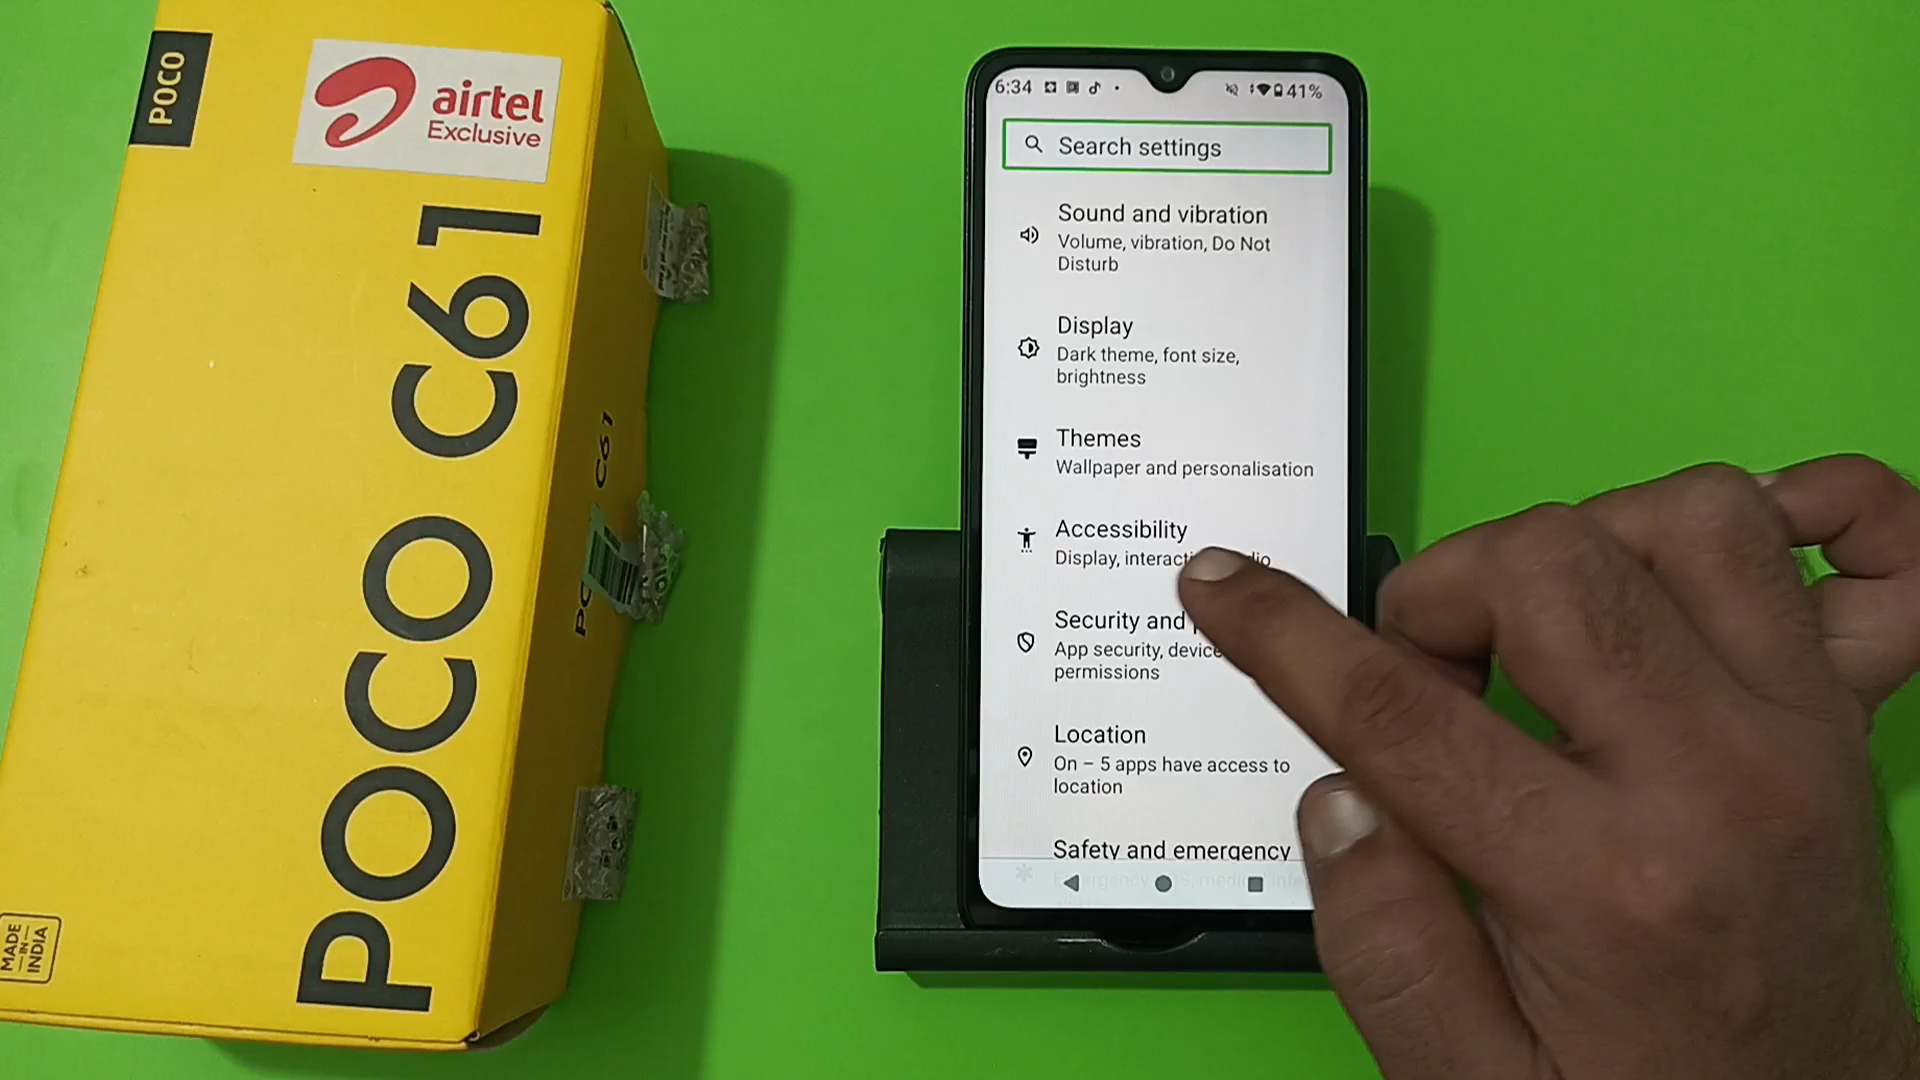 POCO
airtel
Exclusive
POCO C61
MADE
IN
INDIA
C61
6:34
41%
Search settings
Sound and vibration
Volume, vibration, Do Not
Disturb
Display
Dark theme, font size,
brightness
Themes
Wallpaper and personalisation
Accessibility
Display,
Security and
App security, device
permissions
Location
On – 5 apps have access to
location
Safety and emergency